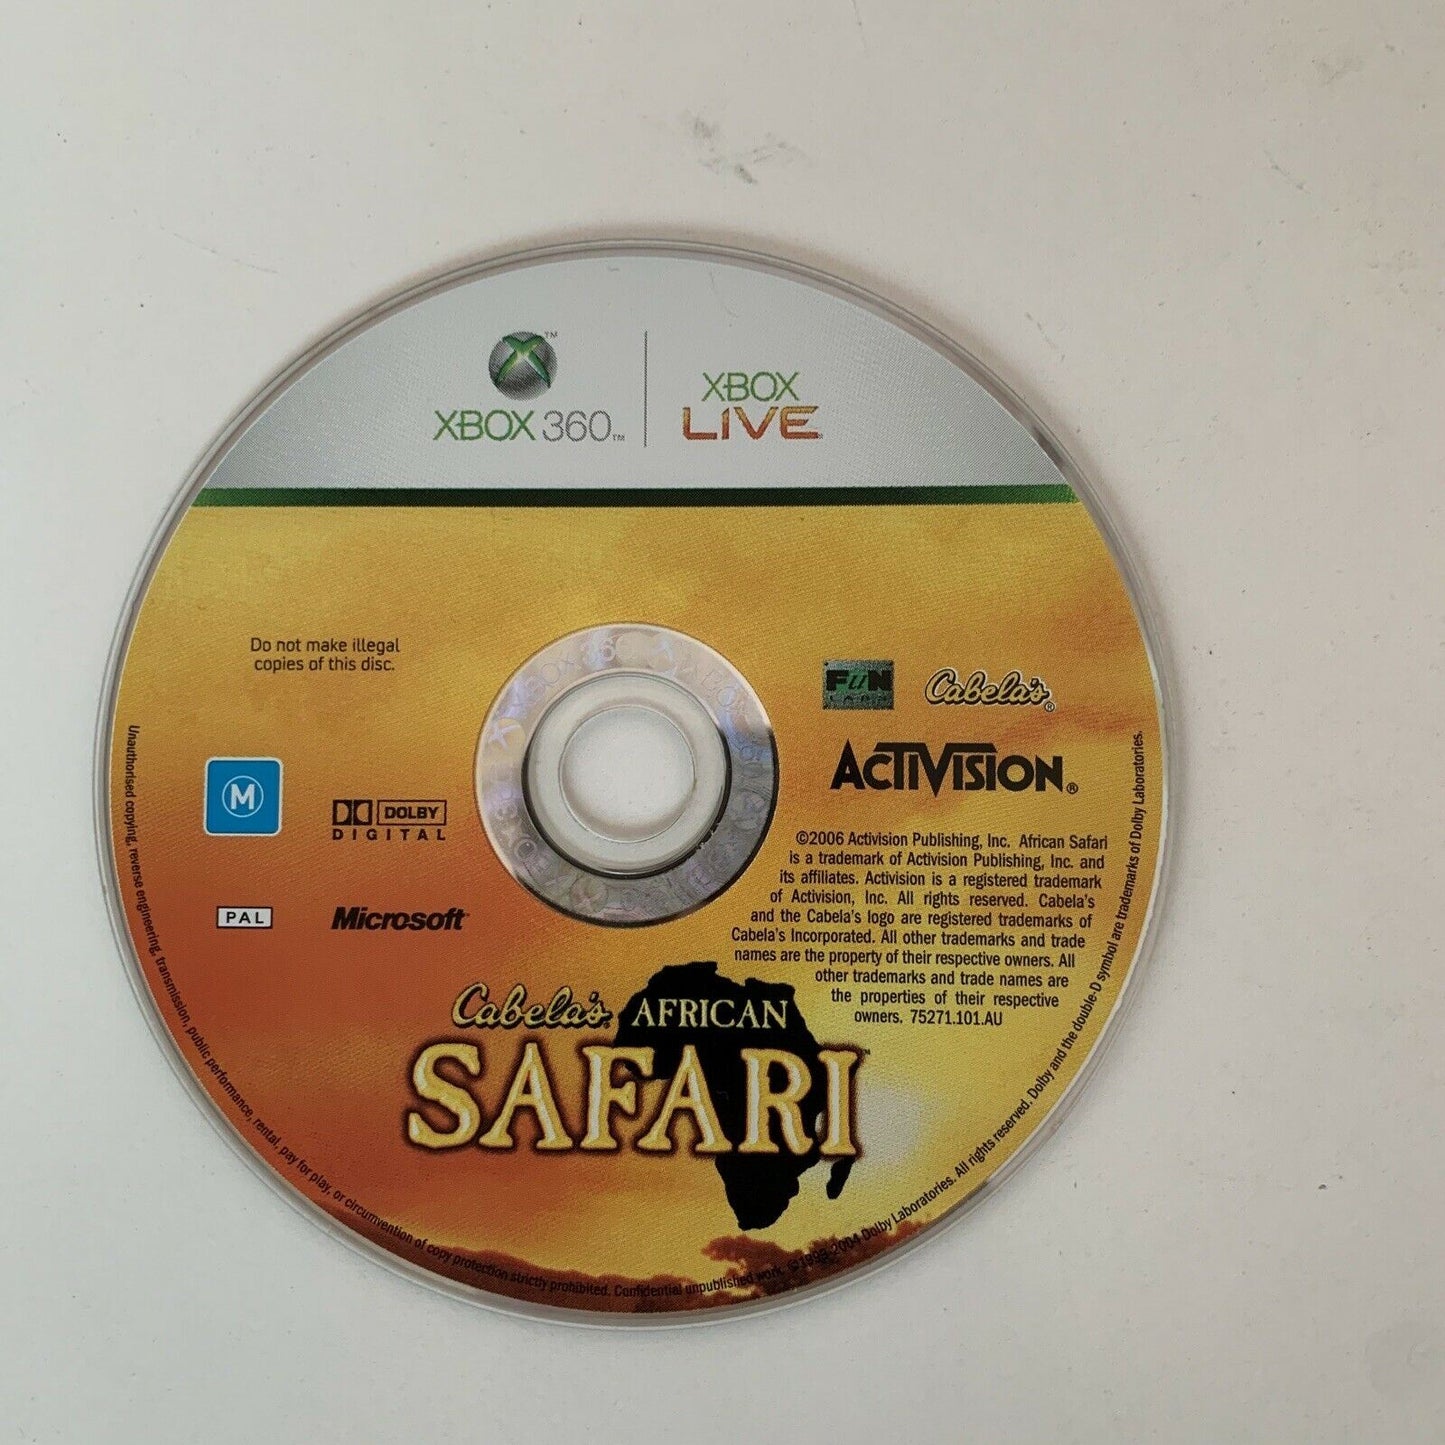 XBOX 360™
XBOX
LIVE
Do not make illegal
copies of this disc.
FUN
LABS
Cabela's®
ACTIVISION®
M
DOLBY
DIGITAL
PAL
Microsoft
©2006 Activision Publishing, Inc. African Safari
is a trademark of Activision Publishing, Inc. and
its affiliates. Activision is a registered trademark
of Activision, Inc. All rights reserved. Cabela's
and the Cabela's logo are registered trademarks of
Cabela's Incorporated. All other trademarks and trade
names are the property of their respective owners. All
other trademarks and trade names are
the properties of their respective
owners. 75271.101.AU
Cabela's AFRICAN
SAFARI™
Unauthorised copying, reverse engineering, transmission, public performance, rental, pay for play, or circumvention of copy protection strictly prohibited. Confidential unpublished work. ©1993-2004 Dolby Laboratories. All rights reserved. Dolby and the double-D symbol are trademarks of Dolby Laboratories.